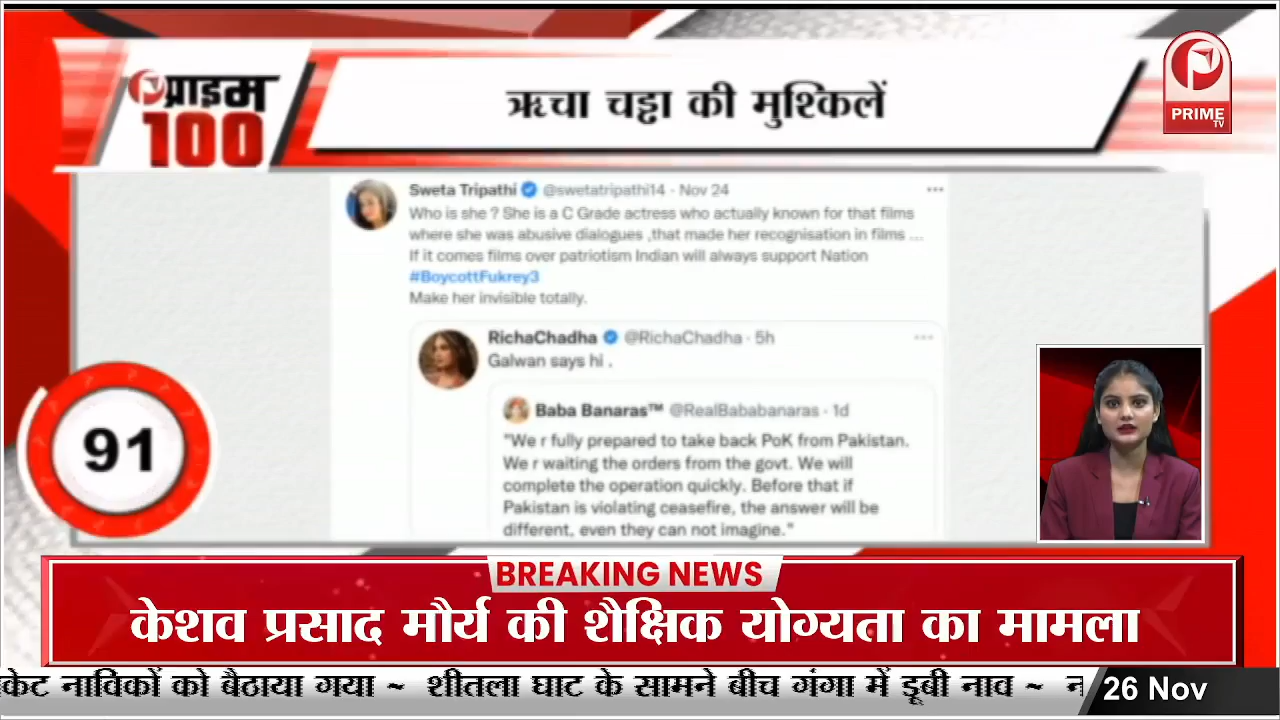 प्राइम
100
ऋचा चड्ढा की मुश्किलें
PRIME
TV
Sweta Tripathi @swetatripathi14 · Nov 24
Who is she ? She is a C Grade actress who actually known for that films
where she was abusive dialogues ,that made her recognisation in films ...
If it comes films over patriotism Indian will always support Nation
#BoycottFukrey3
Make her invisible totally.
RichaChadha @RichaChadha · 5h
Galwan says hi .
Baba Banaras™ @RealBababanaras · 1d
"We r fully prepared to take back PoK from Pakistan.
We r waiting the orders from the govt. We will
complete the operation quickly. Before that if
Pakistan is violating ceasefire, the answer will be
different, even they can not imagine."
91
BREAKING NEWS
केशव प्रसाद मौर्य की शैक्षिक योग्यता का मामला
केट नाविकों को बैठाया गया ~ शीतला घाट के सामने बीच गंगा में डूबी नाव ~
26 Nov